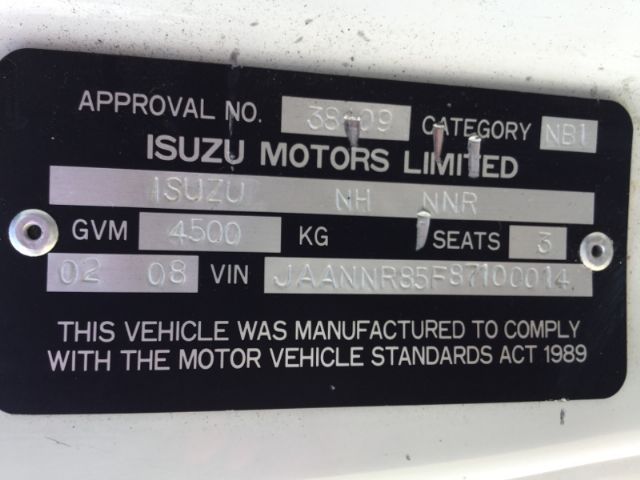 APPROVAL NO. CATEGORY NB1
ISUZU MOTORS LIMITED
ISUZU NH NNR
GVM 4500 KG SEATS 3
02 08 VIN JAANNR85F87100014
THIS VEHICLE WAS MANUFACTURED TO COMPLY
WITH THE MOTOR VEHICLE STANDARDS ACT 1989